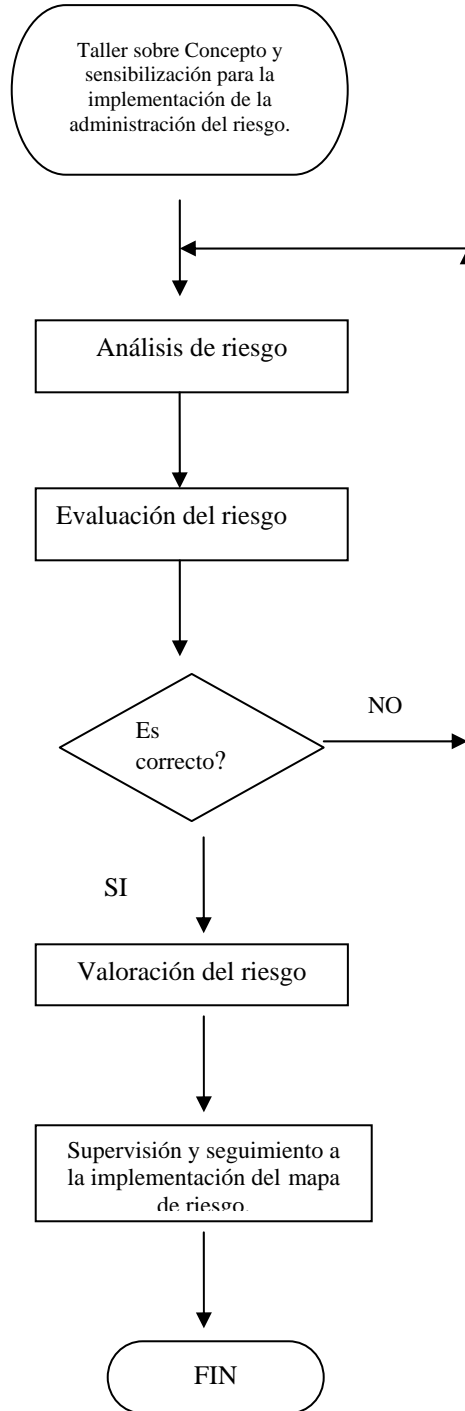 Taller sobre Concepto y
sensibilización para la
implementación de la
administración del riesgo.
Análisis de riesgo
Evaluación del riesgo
Es
correcto?
NO
SI
Valoración del riesgo
Supervisión y seguimiento a
la implementación del mapa
de riesgo.
FIN